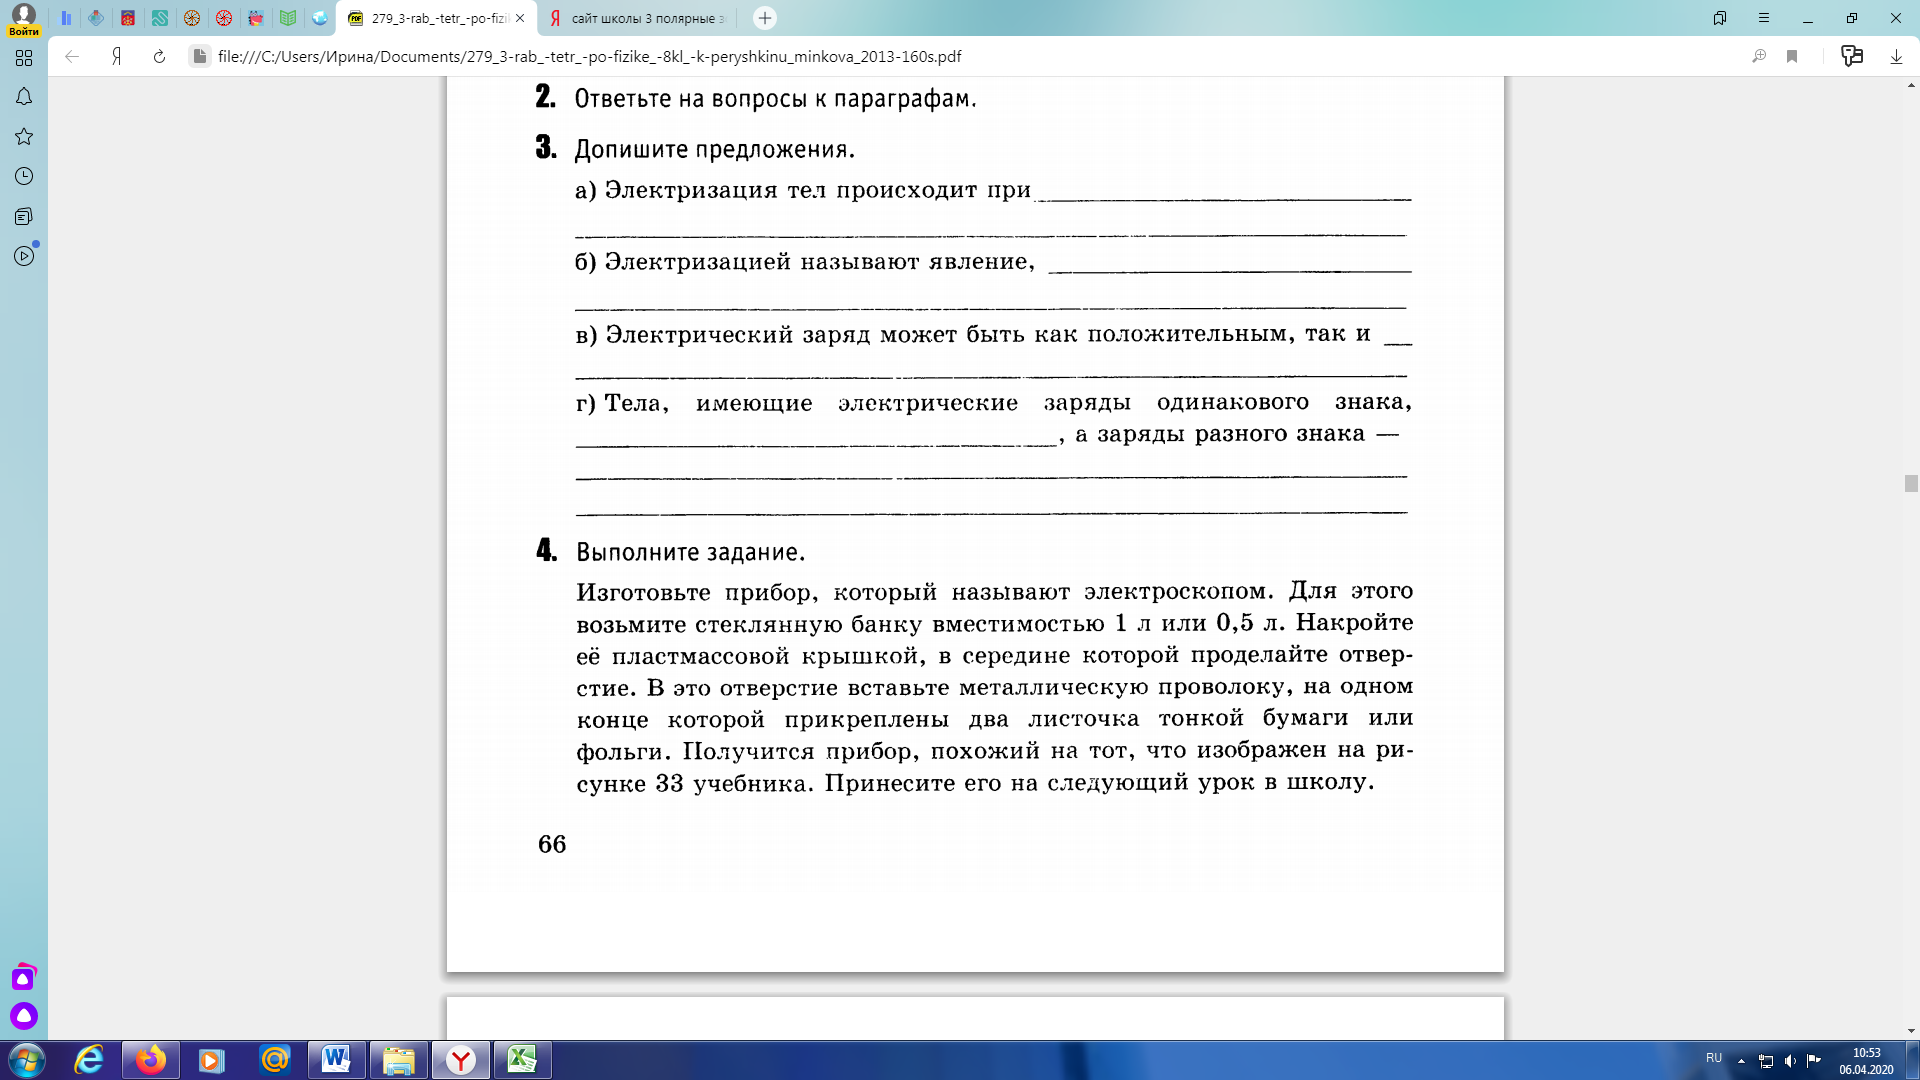 Войти
279_3-rab_-tetr_-po-fizi
сайт школы 3 полярные з
file:///C:/Users/Ирина/Documents/279_3-rab_-tetr_-po-fizike_-8kl_-k-peryshkinu_minkova_2013-160s.pdf
2. Ответьте на вопросы к параграфам.
3. Допишите предложения.
а) Электризация тел происходит при
б) Электризацией называют явление,
в) Электрический заряд может быть как положительным, так и
г) Тела, имеющие электрические заряды одинакового знака,
, а заряды разного знака —
4. Выполните задание.
Изготовьте прибор, который называют электроскопом. Для этого
возьмите стеклянную банку вместимостью 1 л или 0,5 л. Накройте
её пластмассовой крышкой, в середине которой проделайте отвер-
стие. В это отверстие вставьте металлическую проволоку, на одном
конце которой прикреплены два листочка тонкой бумаги или
фольги. Получится прибор, похожий на тот, что изображен на ри-
сунке 33 учебника. Принесите его на следующий урок в школу.
66
RU
10:53
06.04.2020